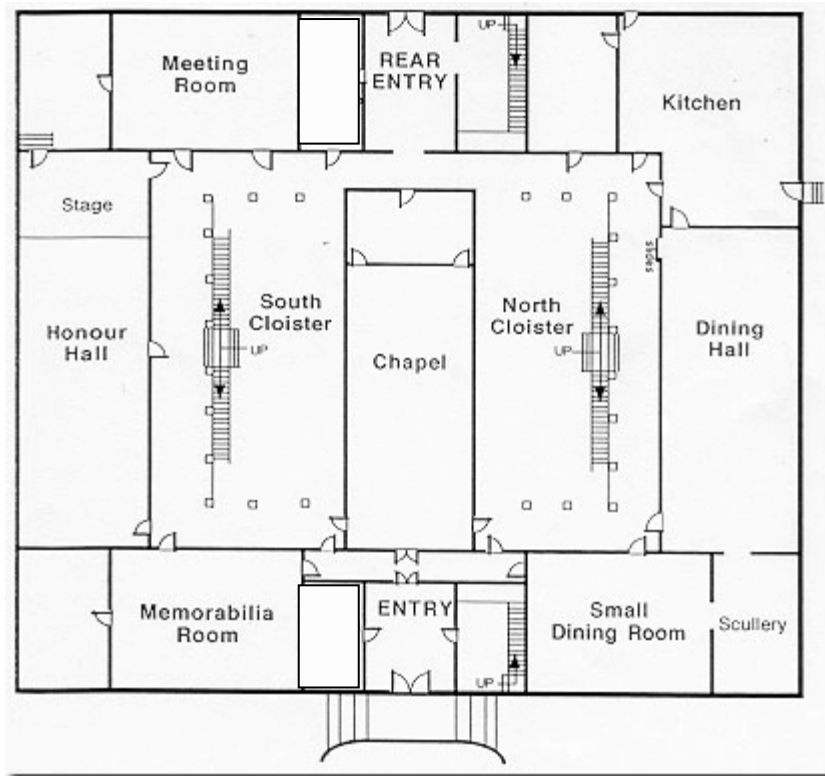 UP
Meeting
Room
REAR
ENTRY
Kitchen
Stage
slides
South
Cloister
North
Cloister
Honour
Hall
UP
UP
Dining
Hall
Chapel
Memorabilia
Room
ENTRY
Small
Dining Room
Scullery
UP